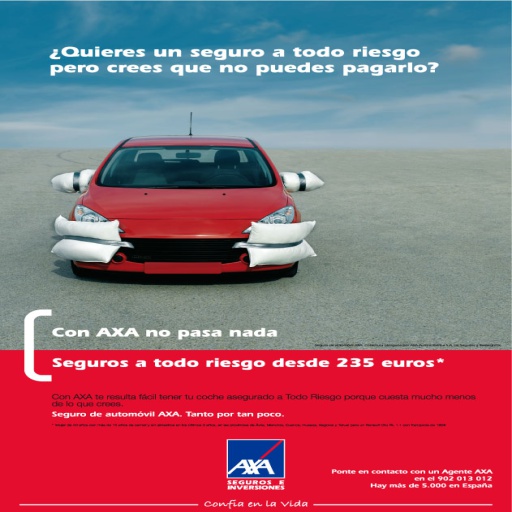 ¿Quieres un seguro a todo riesgo
pero crees que no puedes pagarlo?
Con AXA no pasa nada
Seguros a todo riesgo desde 235 euros*
Con AXA te resulta fácil tener tu coche asegurado a Todo Riesgo porque cuesta mucho menos
de lo que crees.
Seguro de automóvil AXA. Tanto por tan poco.
AXA
SEGUROS E
INVERSIONES
Ponte en contacto con un Agente AXA
en el 902 013 012
Hay más de 5.000 en España
Confía en la Vida